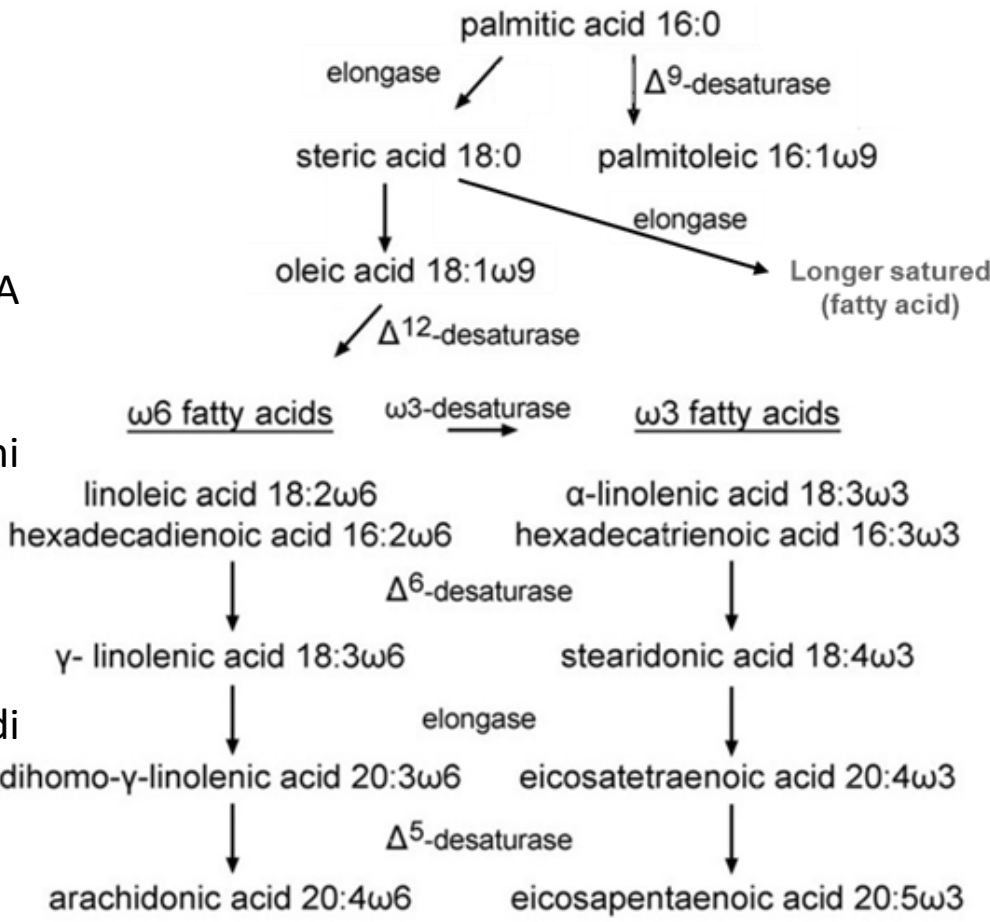 palmitic acid 16:0
elongase
Δ9-desaturase
steric acid 18:0
palmitoleic 16:1ω9
elongase
oleic acid 18:1ω9
Longer satured
(fatty acid)
A
Δ12-desaturase
ω6 fatty acids
ω3-desaturase
ω3 fatty acids
ni
linoleic acid 18:2ω6
α-linolenic acid 18:3ω3
hexadecadienoic acid 16:2ω6
hexadecatrienoic acid 16:3ω3
Δ6-desaturase
γ- linolenic acid 18:3ω6
stearidonic acid 18:4ω3
di
elongase
dihomo-γ-linolenic acid 20:3ω6
eicosatetraenoic acid 20:4ω3
Δ5-desaturase
arachidonic acid 20:4ω6
eicosapentaenoic acid 20:5ω3